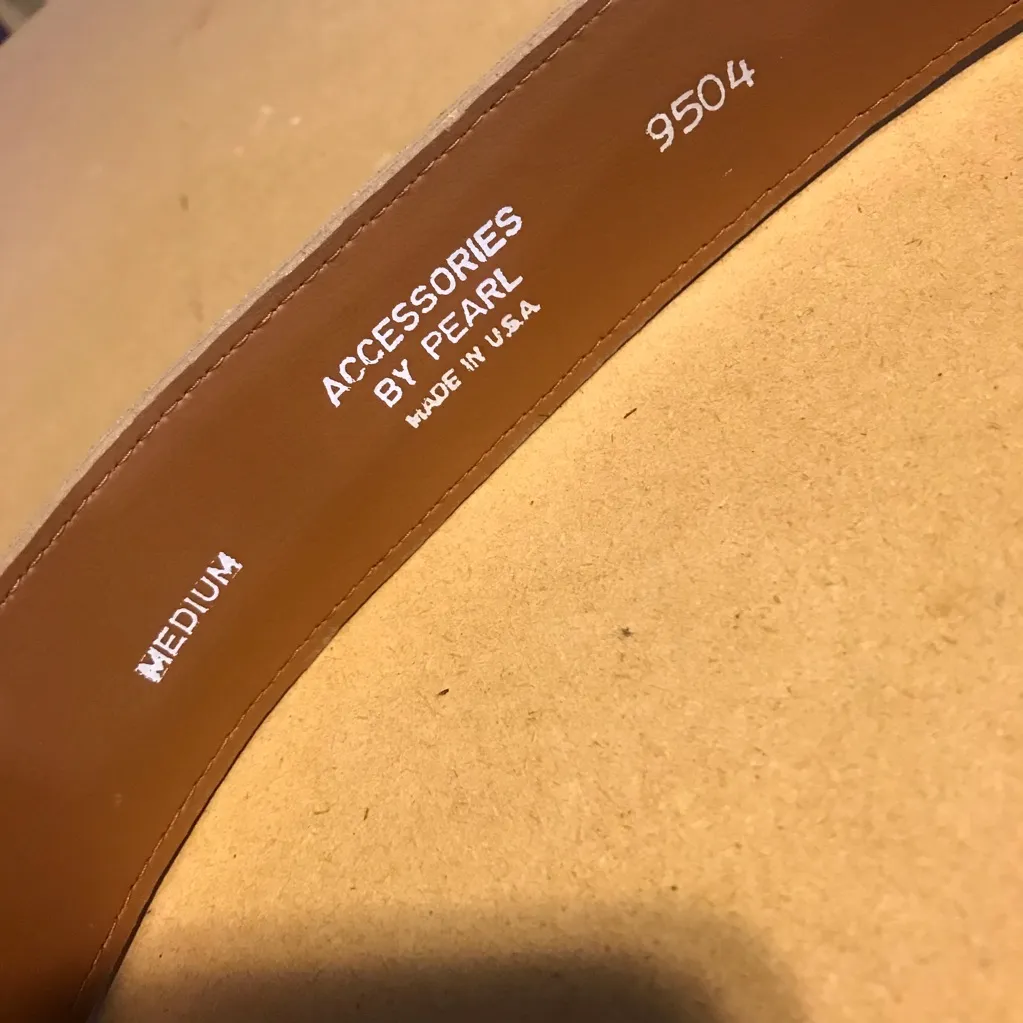 MEDIUM
ACCESSORIES
BY PEARL
MADE IN U.S.A
9504